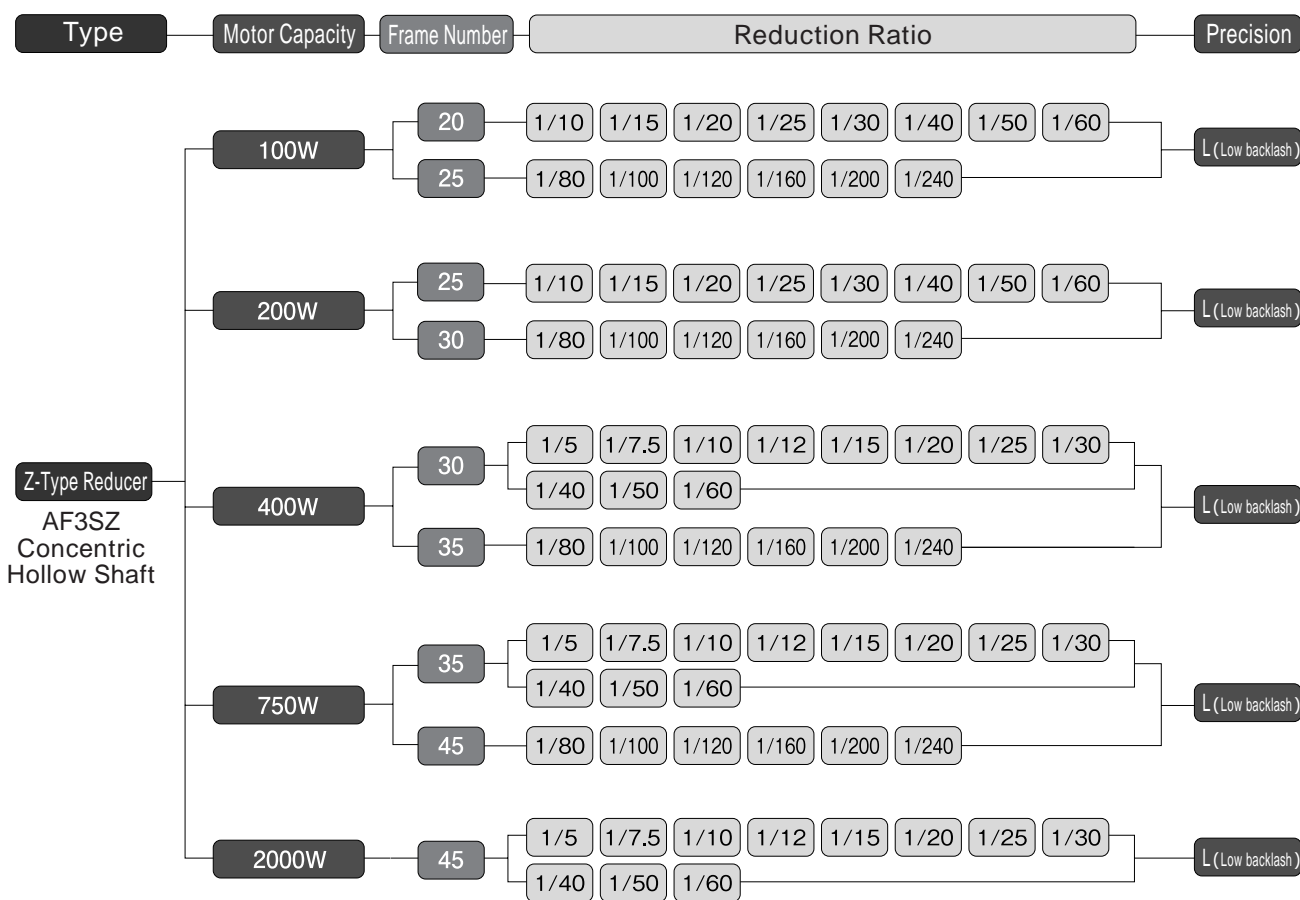 Type Motor Capacity Frame Number Reduction Ratio Precision
20 1/10 1/15 1/20 1/25 1/30 1/40 1/50 1/60
100W L (Low backlash)
25 1/80 1/100 1/120 1/160 1/200 1/240
25 1/10 1/15 1/20 1/25 1/30 1/40 1/50 1/60
200W L (Low backlash)
30 1/80 1/100 1/120 1/160 1/200 1/240
1/5 1/7.5 1/10 1/12 1/15 1/20 1/25 1/30
30
1/40 1/50 1/60
Z-Type Reducer
AF3SZ
Concentric
Hollow Shaft
400W L (Low backlash)
35 1/80 1/100 1/120 1/160 1/200 1/240
1/5 1/7.5 1/10 1/12 1/15 1/20 1/25 1/30
35
1/40 1/50 1/60
750W L (Low backlash)
45 1/80 1/100 1/120 1/160 1/200 1/240
1/5 1/7.5 1/10 1/12 1/15 1/20 1/25 1/30
2000W 45 L (Low backlash)
1/40 1/50 1/60